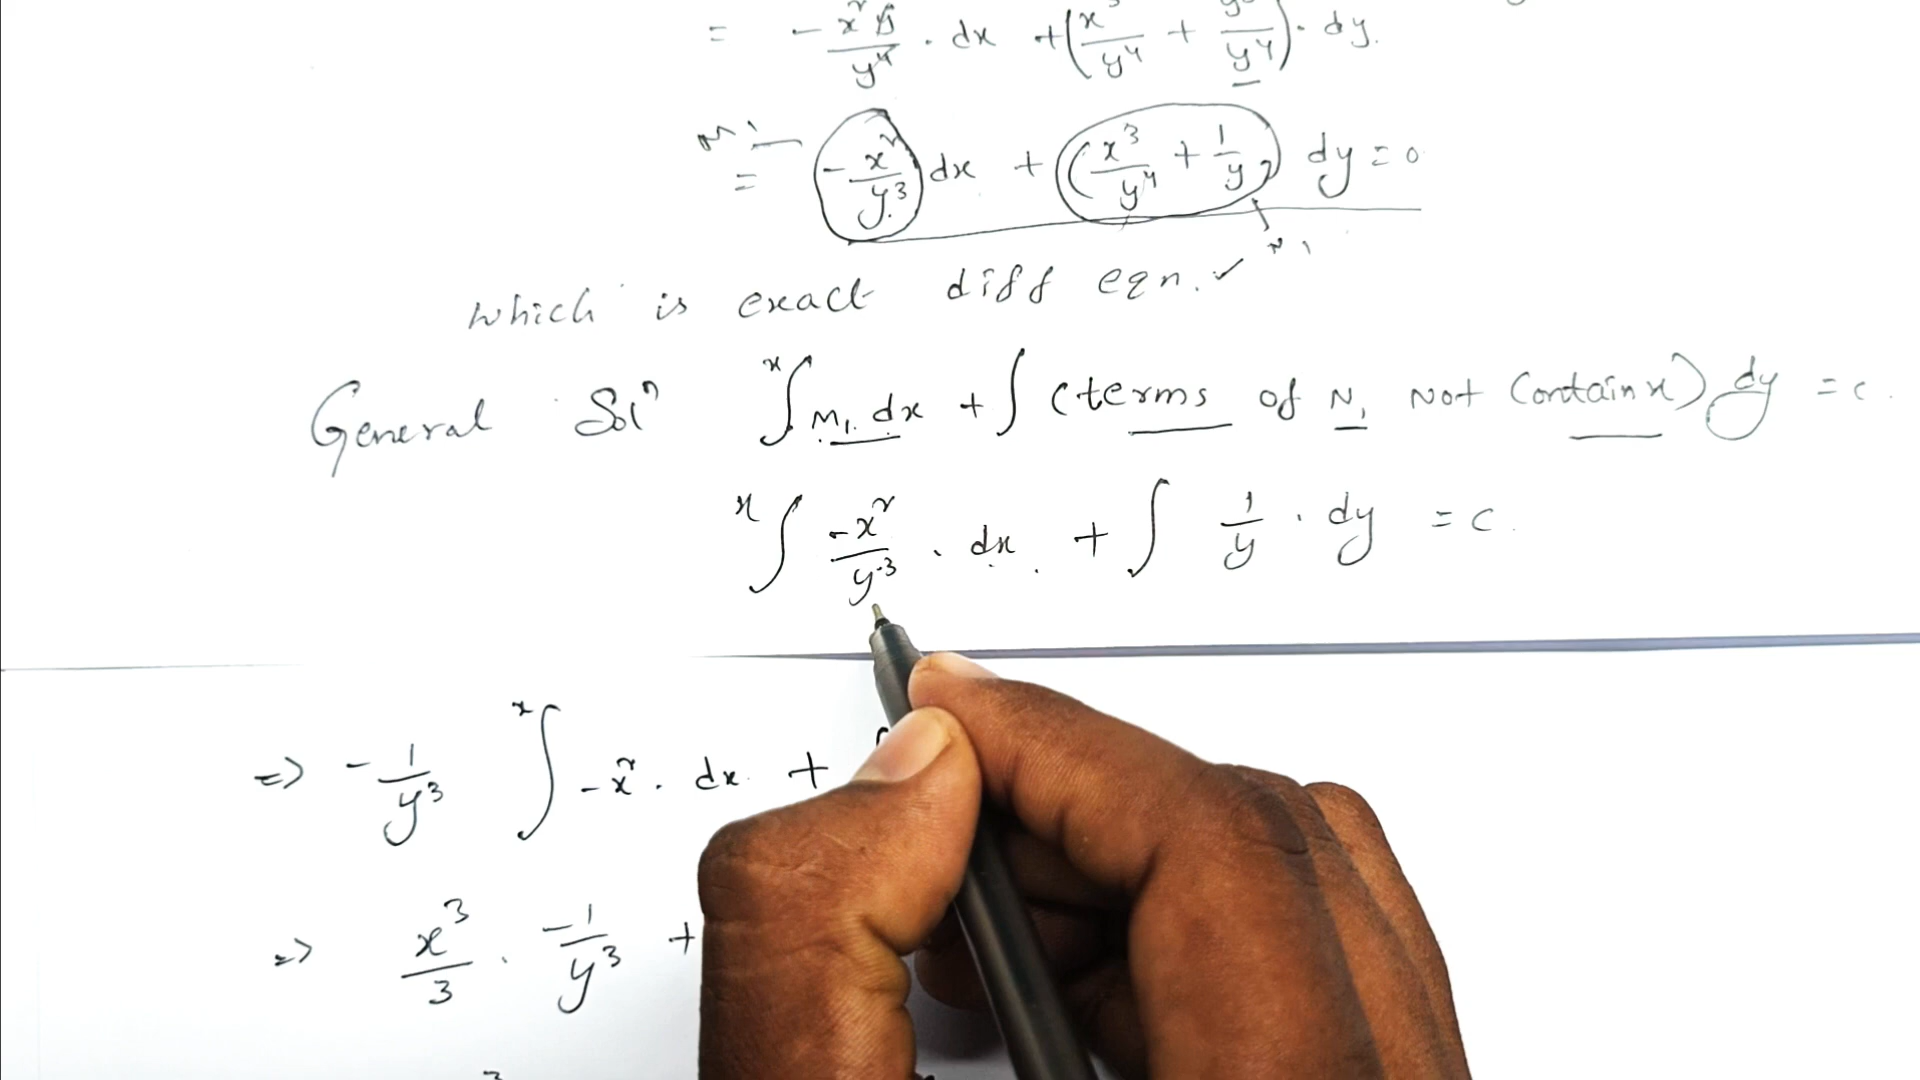 = - x²y/y⁴ . dx + (x³/y⁴ + y³/y⁴) . dy.
M₁
= - x²/y³ dx + (x³/y⁴ + 1/y) dy = 0
N₁
which is exact diff eqn. ✓
General Solⁿ ˣ∫ M₁. dx + ∫ (terms of N₁ Not Contain x) dy = c.
ˣ∫ -x²/y³ . dx + ∫ 1/y . dy = c.
=> - 1/y³ ˣ∫ -x² . dx +
=> x³/3 . -1/y³ +